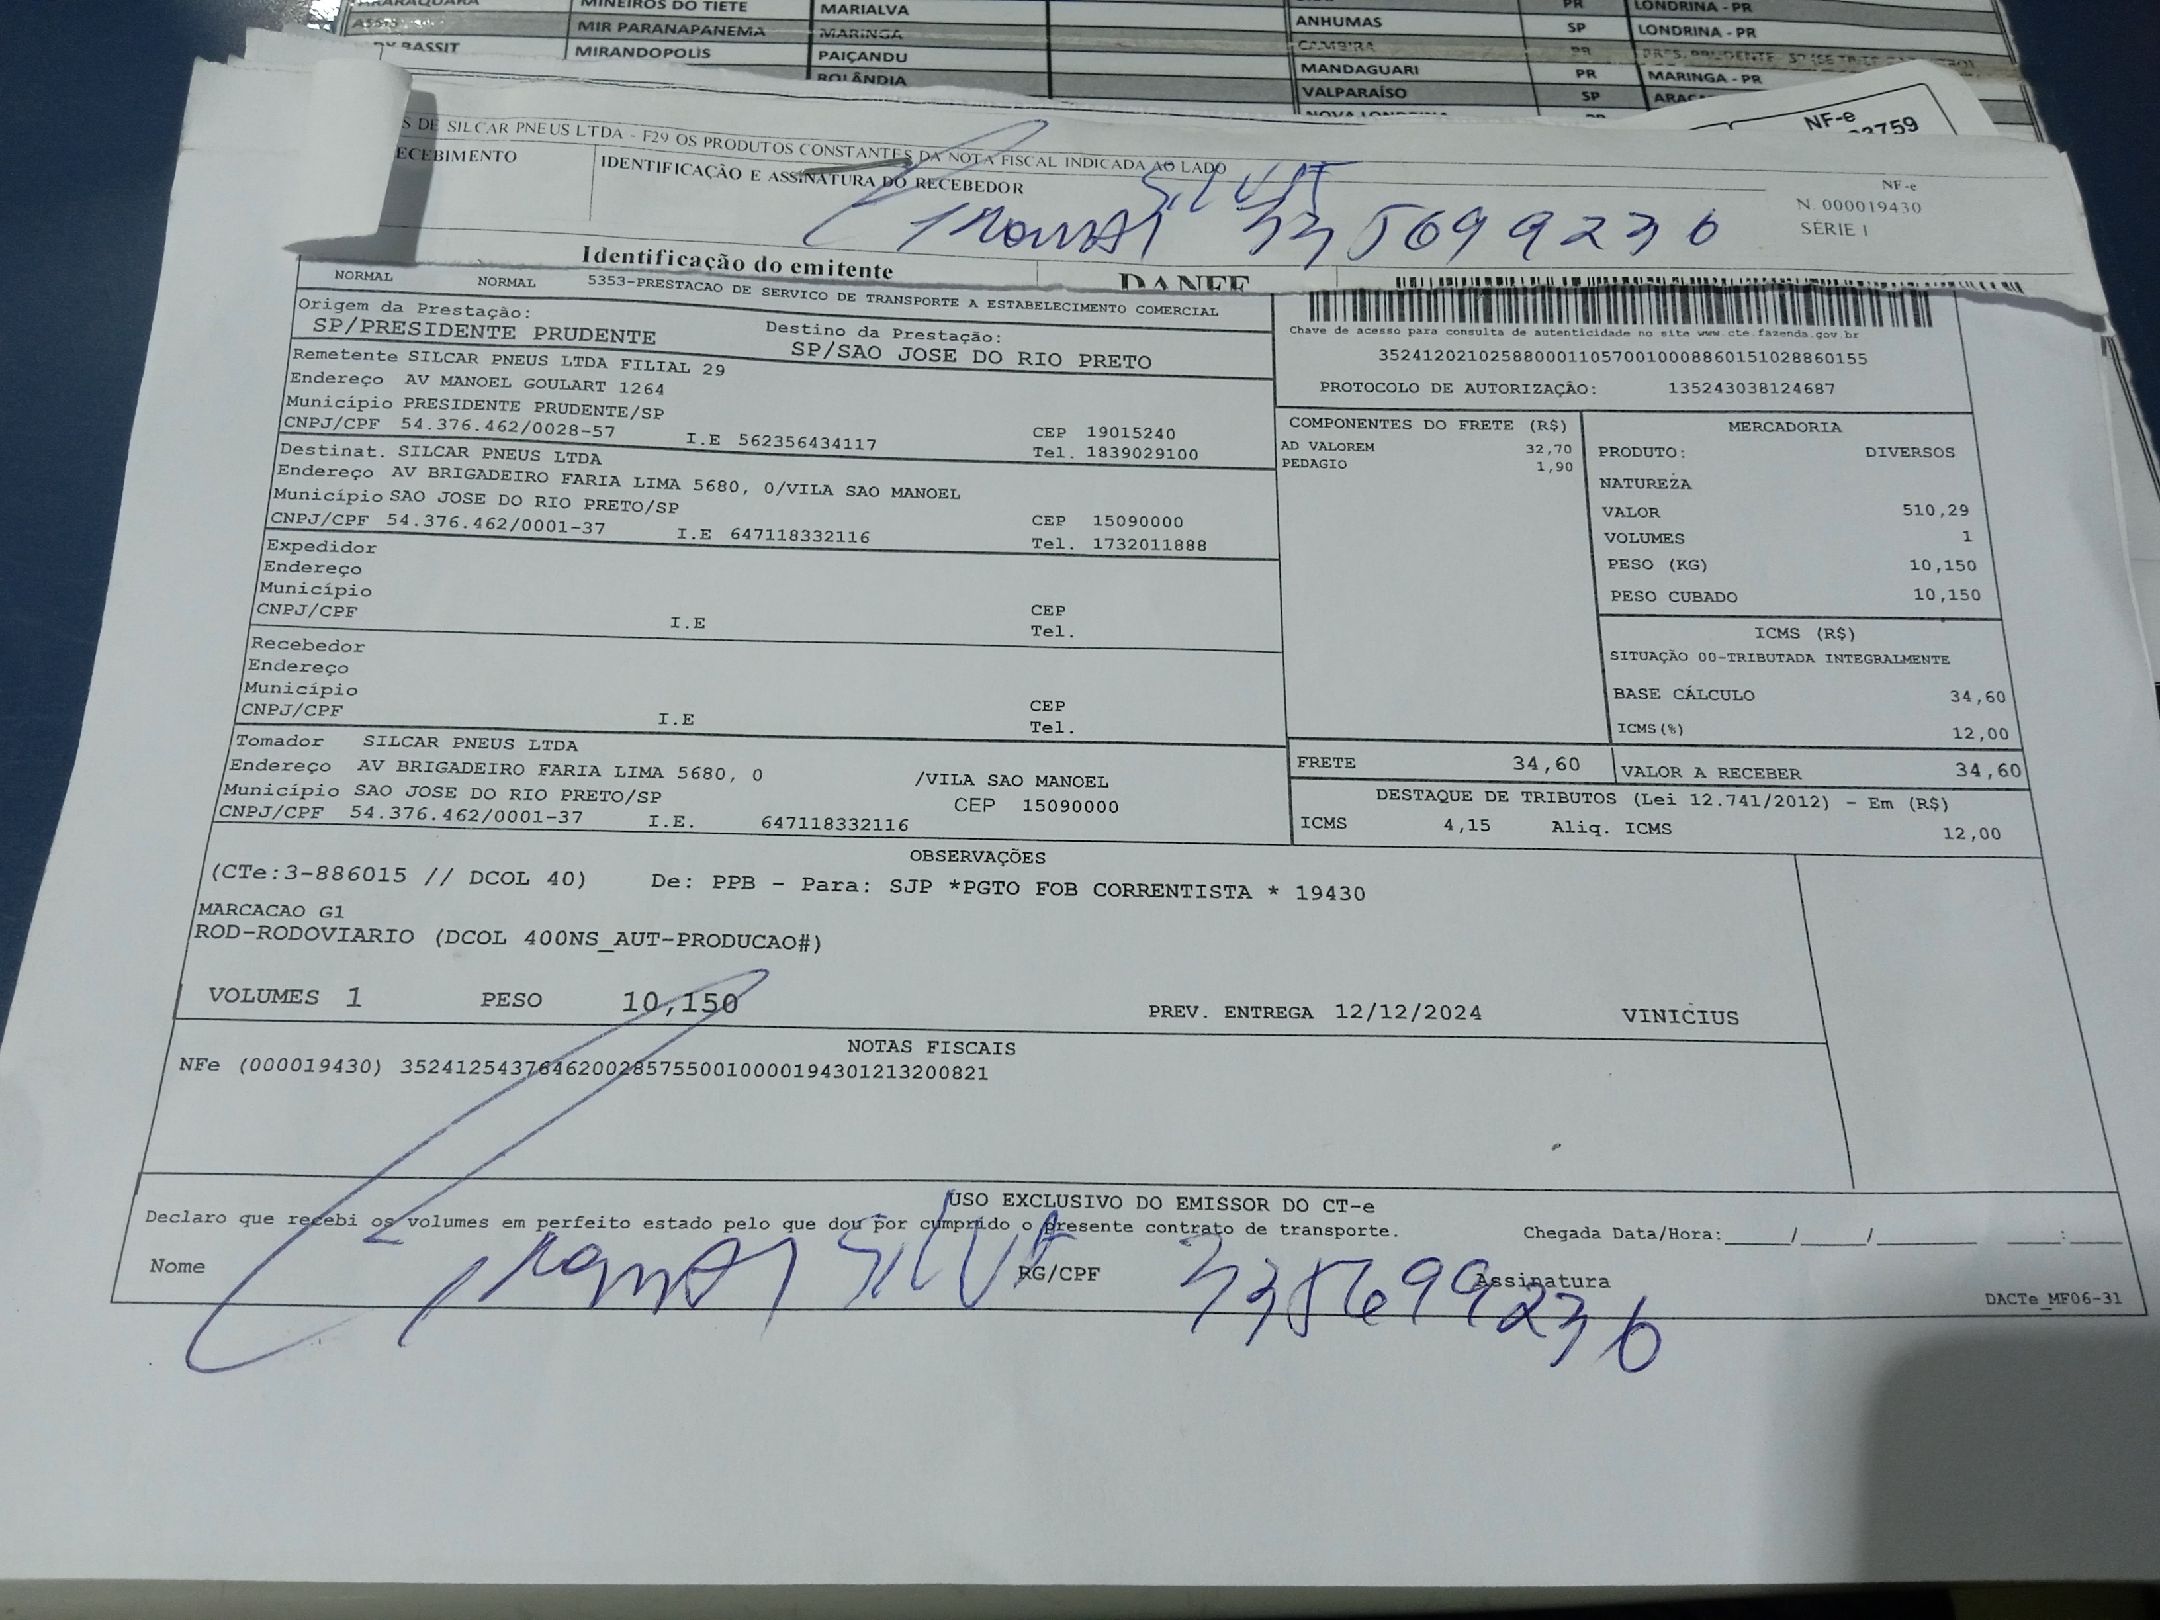 ARARAQUARA MINEIROS DO TIETE MARIALVA PR LONDRINA - PR
MIR PARANAPANEMA MARINGA ANHUMAS SP LONDRINA - PR
BASSIT MIRANDOPOLIS PAIÇANDU CAMBIRA PR
ROLÂNDIA MANDAGUARI PR MARINGA - PR
VALPARAÍSO SP
NF-e
S DE SILCAR PNEUS LTDA - F29 OS PRODUTOS CONSTANTES DA NOTA FISCAL INDICADA AO LADO
ECEBIMENTO IDENTIFICAÇÃO E ASSINATURA DO RECEBEDOR
NF-e
N. 000019430
SÉRIE 1
SILVA 335699236
Identificação do emitente DANFE
NORMAL NORMAL 5353-PRESTACAO DE SERVICO DE TRANSPORTE A ESTABELECIMENTO COMERCIAL
Origem da Prestação: Destino da Prestação:
SP/PRESIDENTE PRUDENTE SP/SAO JOSE DO RIO PRETO
Chave de acesso para consulta de autenticidade no site www.cte.fazenda.gov.br
35241202102588000110570010008860151028860155
PROTOCOLO DE AUTORIZAÇÃO: 135243038124687
Remetente SILCAR PNEUS LTDA FILIAL 29
Endereço AV MANOEL GOULART 1264
Município PRESIDENTE PRUDENTE/SP CEP 19015240
CNPJ/CPF 54.376.462/0028-57 I.E 562356434117 Tel. 1839029100
Destinat. SILCAR PNEUS LTDA
Endereço AV BRIGADEIRO FARIA LIMA 5680, 0/VILA SAO MANOEL
Município SAO JOSE DO RIO PRETO/SP CEP 15090000
CNPJ/CPF 54.376.462/0001-37 I.E 647118332116 Tel. 1732011888
Expedidor
Endereço
Município CEP
CNPJ/CPF I.E Tel.
Recebedor
Endereço
Município CEP
CNPJ/CPF I.E Tel.
Tomador SILCAR PNEUS LTDA
Endereço AV BRIGADEIRO FARIA LIMA 5680, 0 /VILA SAO MANOEL
Município SAO JOSE DO RIO PRETO/SP CEP 15090000
CNPJ/CPF 54.376.462/0001-37 I.E. 647118332116
COMPONENTES DO FRETE (R$)
AD VALOREM 32,70
PEDAGIO 1,90
MERCADORIA
PRODUTO: DIVERSOS
NATUREZA
VALOR 510,29
VOLUMES 1
PESO (KG) 10,150
PESO CUBADO 10,150
ICMS (R$)
SITUAÇÃO 00-TRIBUTADA INTEGRALMENTE
BASE CÁLCULO 34,60
ICMS(%) 12,00
FRETE 34,60 VALOR A RECEBER 34,60
DESTAQUE DE TRIBUTOS (Lei 12.741/2012) - Em (R$)
ICMS 4,15 Aliq. ICMS 12,00
OBSERVAÇÕES
(CTe:3-886015 // DCOL 40) De: PPB - Para: SJP *PGTO FOB CORRENTISTA * 19430
MARCACAO G1
ROD-RODOVIARIO (DCOL 400NS_AUT-PRODUCAO#)
VOLUMES 1 PESO 10,150 PREV. ENTREGA 12/12/2024 VINICIUS
NOTAS FISCAIS
NFe (000019430) 35241254376462002857550010000194301213200821
USO EXCLUSIVO DO EMISSOR DO CT-e
Declaro que recebi os volumes em perfeito estado pelo que dou por cumprido o presente contrato de transporte. Chegada Data/Hora:____/____/______ ___:___
Nome RG/CPF Assinatura
SILVA 335699236
DACTe_MF06-31